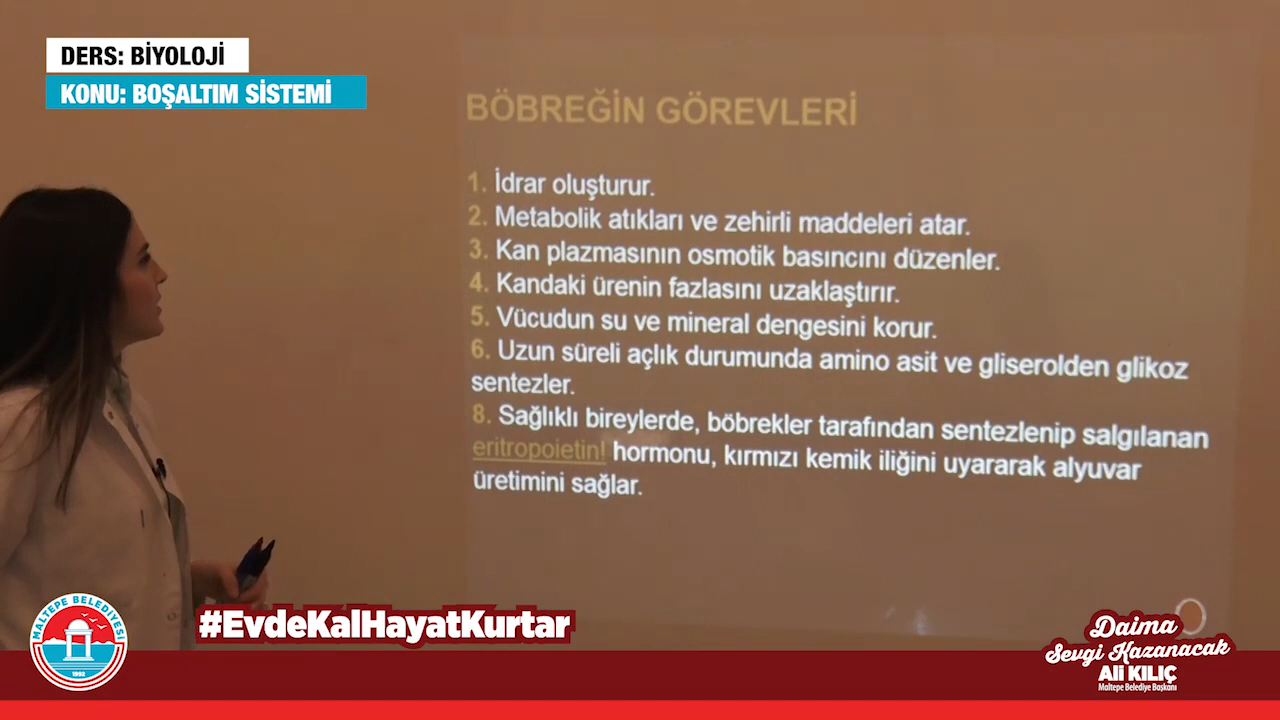 DERS: BİYOLOJİ
KONU: BOŞALTIM SİSTEMİ
BÖBREĞİN GÖREVLERİ
1. İdrar oluşturur.
2. Metabolik atıkları ve zehirli maddeleri atar.
3. Kan plazmasının osmotik basıncını düzenler.
4. Kandaki ürenin fazlasını uzaklaştırır.
5. Vücudun su ve mineral dengesini korur.
6. Uzun süreli açlık durumunda amino asit ve gliserolden glikoz
sentezler.
8. Sağlıklı bireylerde, böbrekler tarafından sentezlenip salgılanan
eritropoietin! hormonu, kırmızı kemik iliğini uyararak alyuvar
üretimini sağlar.
MALTEPE BELEDİYESİ
1992
#EvdeKalHayatKurtar
Daima
Sevgi Kazanacak
Ali KILIÇ
Maltepe Belediye Başkanı